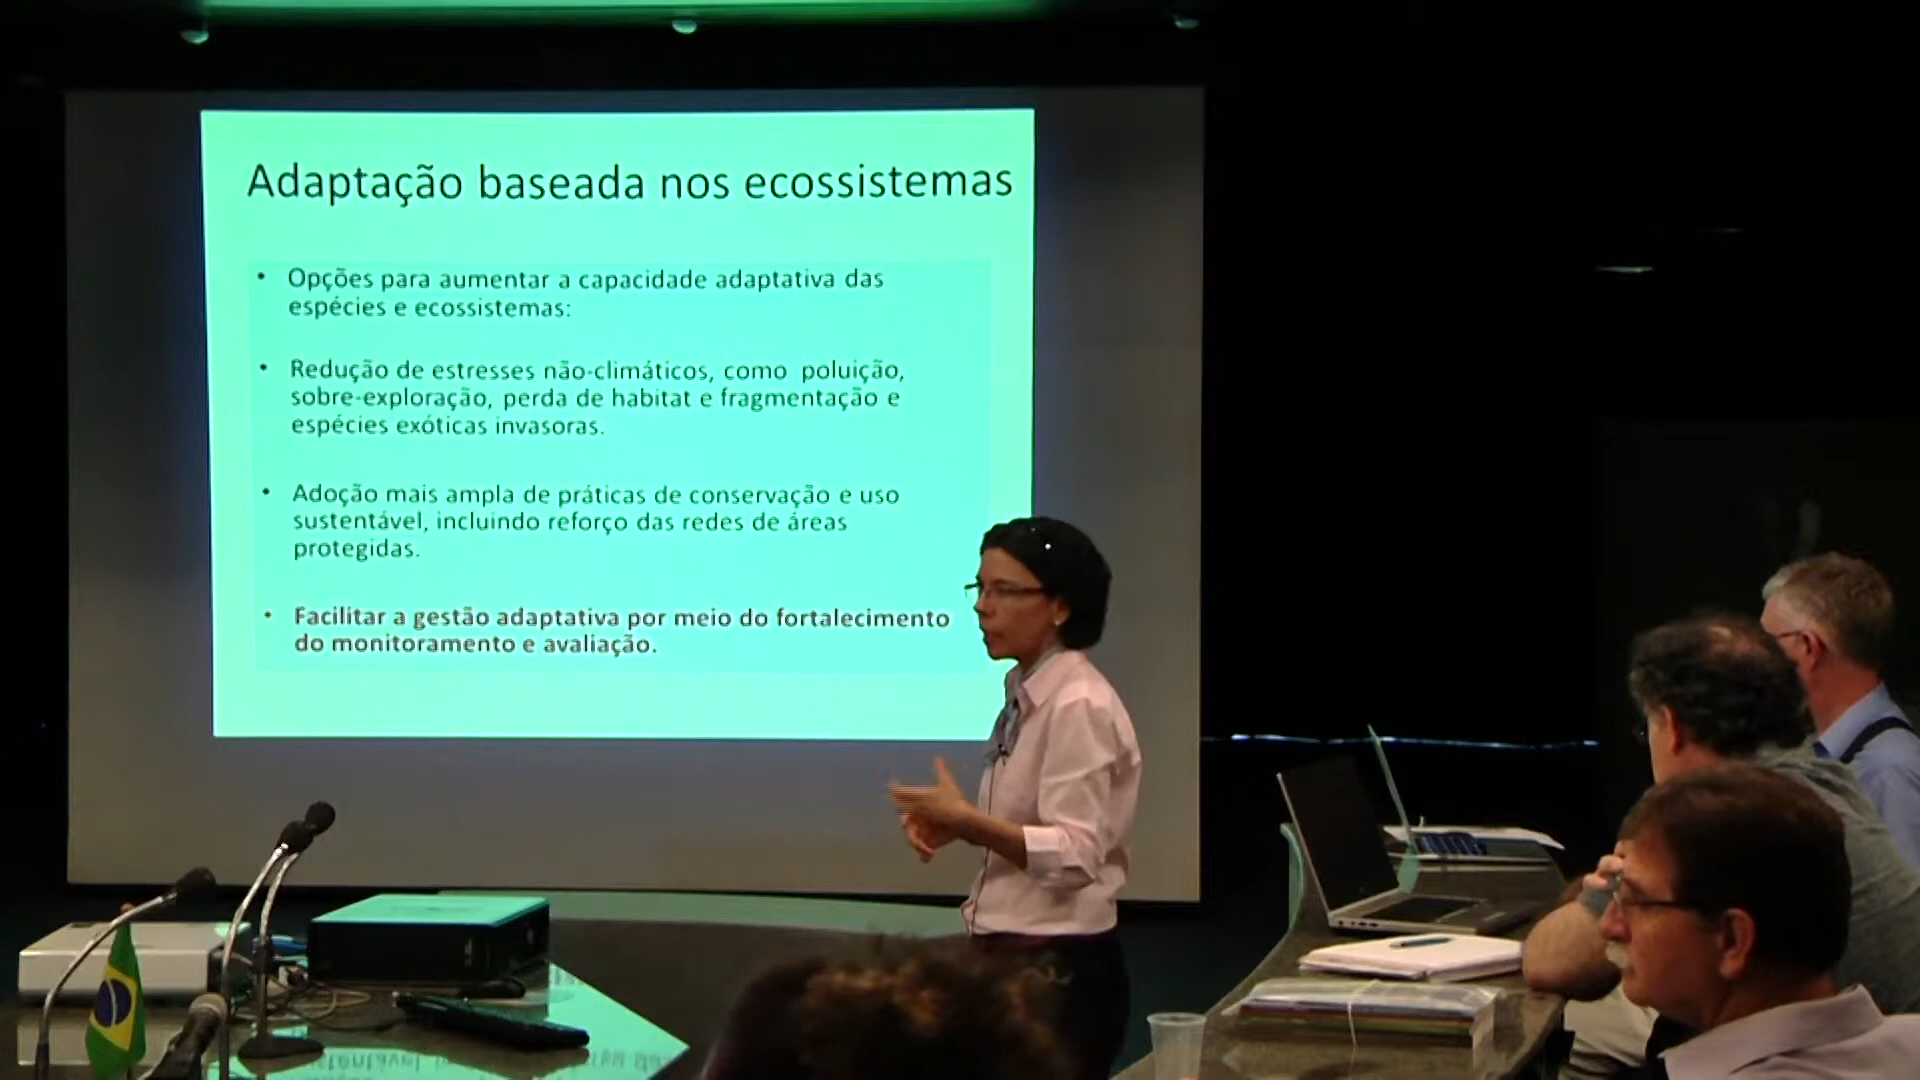 Adaptação baseada nos ecossistemas
• Opções para aumentar a capacidade adaptativa das
espécies e ecossistemas:
• Redução de estresses não-climáticos, como poluição,
sobre-exploração, perda de habitat e fragmentação e
espécies exóticas invasoras.
• Adoção mais ampla de práticas de conservação e uso
sustentável, incluindo reforço das redes de áreas
protegidas.
• Facilitar a gestão adaptativa por meio do fortalecimento
do monitoramento e avaliação.